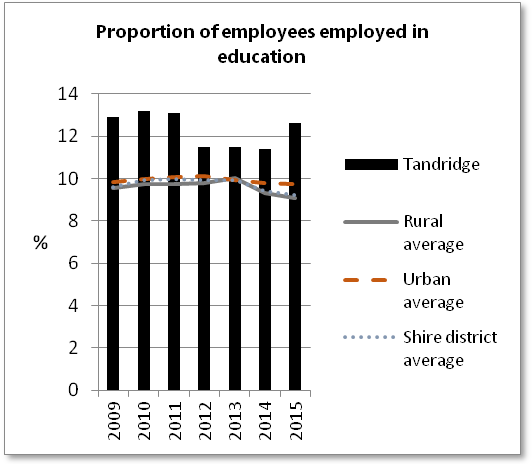 Proportion of employees employed in
education
14
12
10
8
6
4
2
0
%
2009
2010
2011
2012
2013
2014
2015
Tandridge
Rural
average
Urban
average
Shire district
average